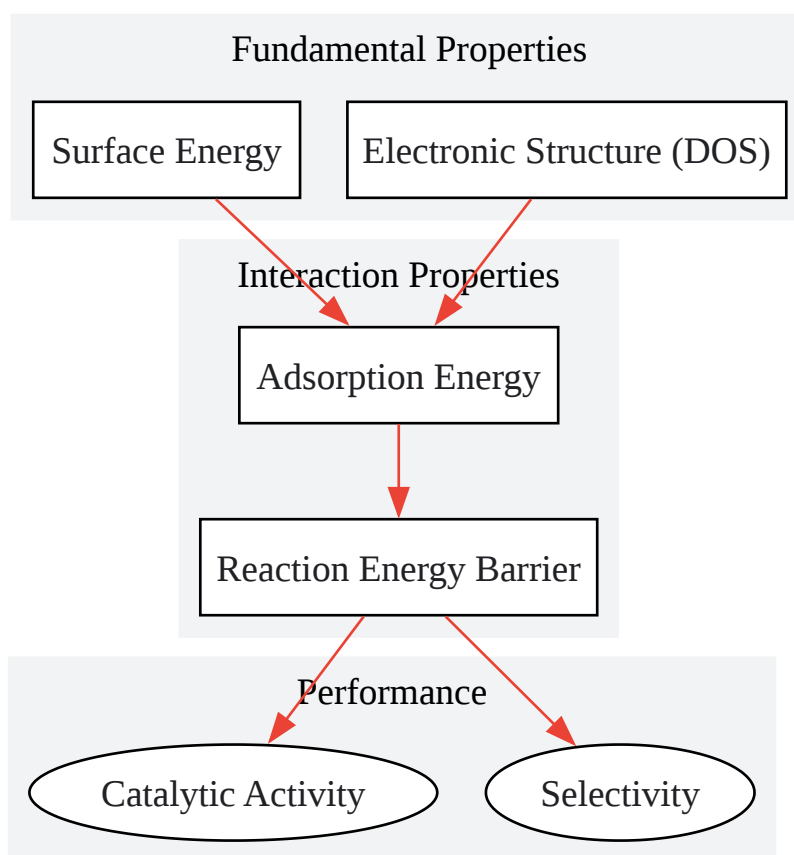 Fundamental Properties
Surface Energy
Electronic Structure (DOS)
Interaction Properties
Adsorption Energy
Reaction Energy Barrier
Performance
Catalytic Activity
Selectivity